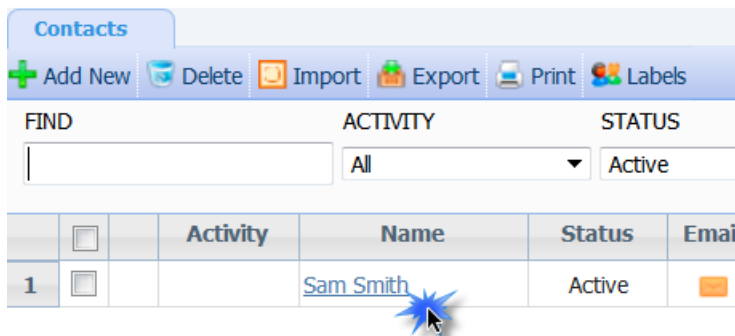 Contacts
Add New Delete Import Export Print Labels
FIND ACTIVITY STATUS
All Active
Activity Name Status Emai
1 Sam Smith Active